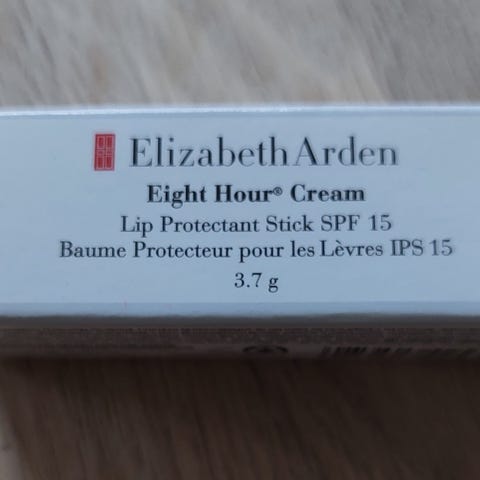 Elizabeth Arden
Eight Hour® Cream
Lip Protectant Stick SPF 15
Baume Protecteur pour les Lèvres IPS 15
3.7 g